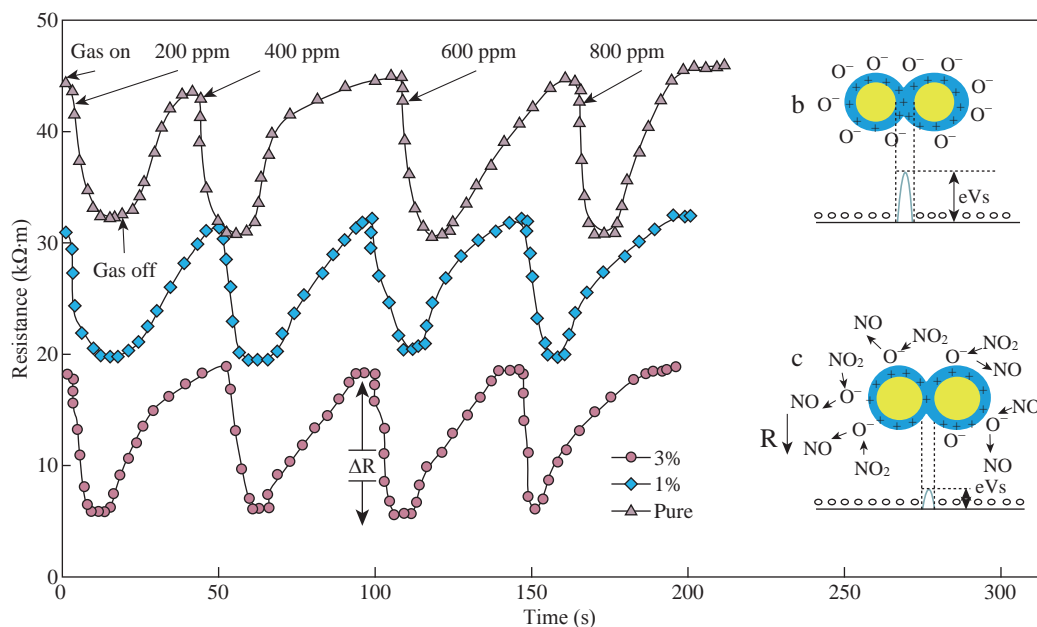 50
40
30
20
10
0
Resistance (kΩ·m)
0
50
100
150
200
250
300
Time (s)
Gas on
200 ppm
400 ppm
600 ppm
800 ppm
Gas off
ΔR
3%
1%
Pure
b
O⁻ O⁻ O⁻ O⁻
O⁻ O⁻
O⁻ O⁻
O⁻ O⁻ O⁻
+ + + + + + + + + + + +
eVs
c
NO NO₂ NO₂
NO₂ O⁻ O⁻ NO
NO O⁻ NO
R O⁻ O⁻ O⁻
NO NO₂ NO
+ + + + + + + + + + + +
eVs